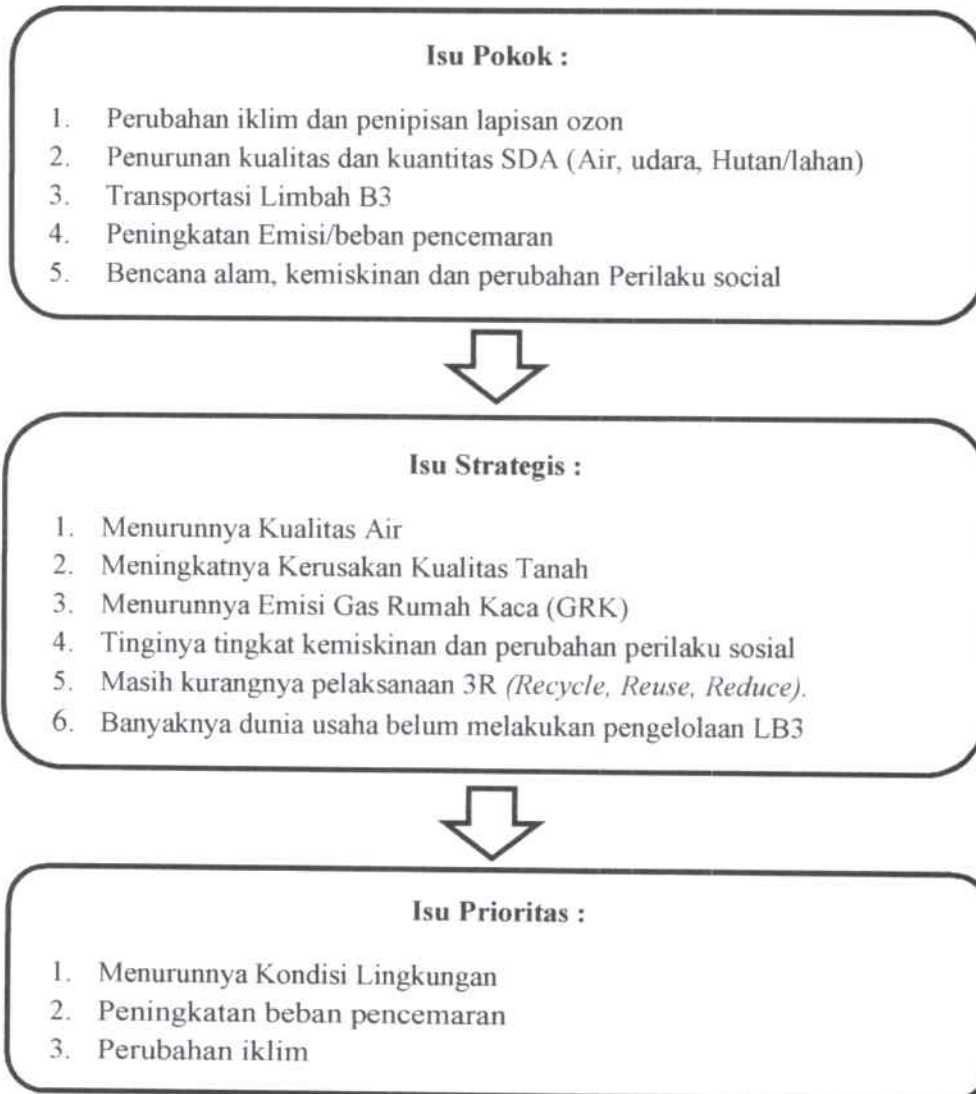 Isu Pokok :
1. Perubahan iklim dan penipisan lapisan ozon
2. Penurunan kualitas dan kuantitas SDA (Air, udara, Hutan/lahan)
3. Transportasi Limbah B3
4. Peningkatan Emisi/beban pencemaran
5. Bencana alam, kemiskinan dan perubahan Perilaku social
Isu Strategis :
1. Menurunnya Kualitas Air
2. Meningkatnya Kerusakan Kualitas Tanah
3. Menurunnya Emisi Gas Rumah Kaca (GRK)
4. Tinginya tingkat kemiskinan dan perubahan perilaku sosial
5. Masih kurangnya pelaksanaan 3R (Recycle, Reuse, Reduce).
6. Banyaknya dunia usaha belum melakukan pengelolaan LB3
Isu Prioritas :
1. Menurunnya Kondisi Lingkungan
2. Peningkatan beban pencemaran
3. Perubahan iklim